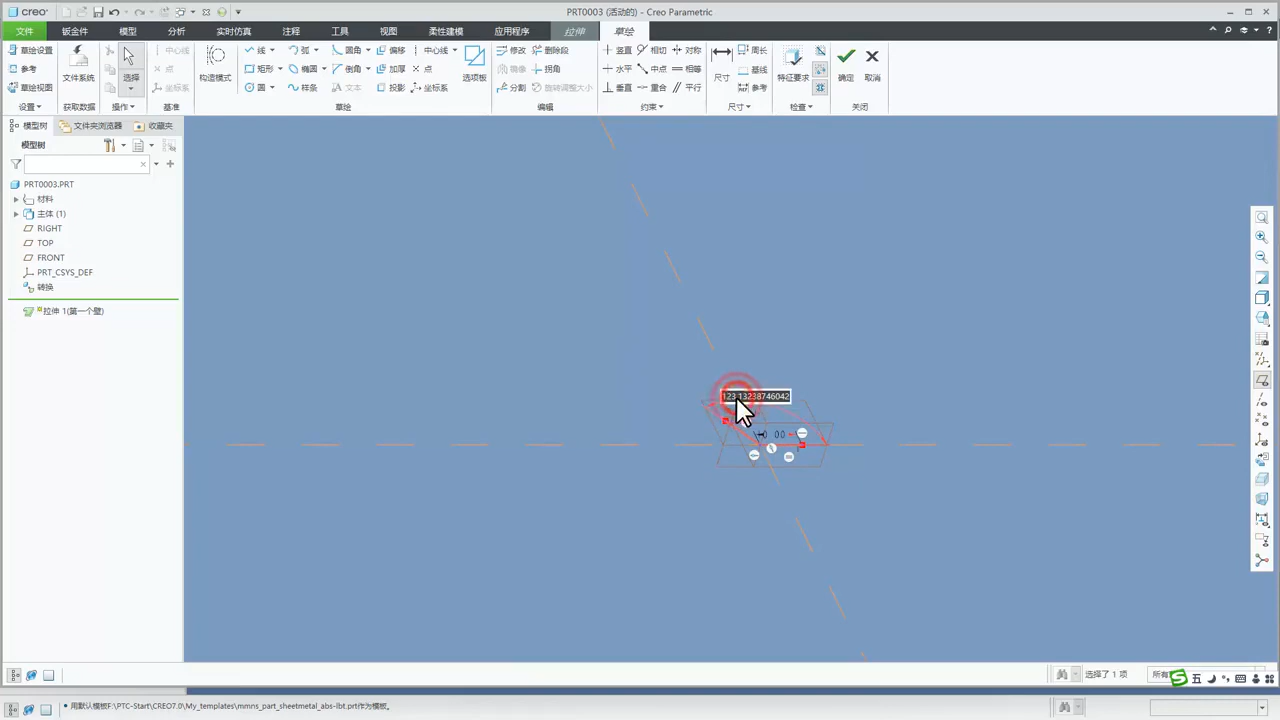 creo PRT0003 (活动的) - Creo Parametric
文件 钣金件 模型 分析 实时仿真 注释 工具 视图 柔性建模 应用程序 拉伸 草绘
草绘设置 文件系统 选择 中心线 构造模式 线 弧 圆角 偏移 中心线 选项板 修改 删除段 竖直 相切 对称 尺寸 周长 特征要求 确定 取消
参考 点 矩形 椭圆 倒角 加厚 点 镜像 拐角 水平 中点 相等 基线
草绘视图 坐标系 圆 样条 文本 投影 坐标系 分割 旋转调整大小 垂直 重合 平行 参考
设置 获取数据 操作 基准 草绘 编辑 约束 尺寸 检查 关闭
模型树 文件夹浏览器 收藏夹
模型树
PRT0003.PRT
材料
主体 (1)
RIGHT
TOP
FRONT
PRT_CSYS_DEF
转换
拉伸 1(第一个壁)
123.13238746042
选择了 1 项 所有
五
用默认模板F:\PTC-Start\CREO7.0\My_templates\mmns_part_sheetmetal_abs-lbt.prt作为模板。